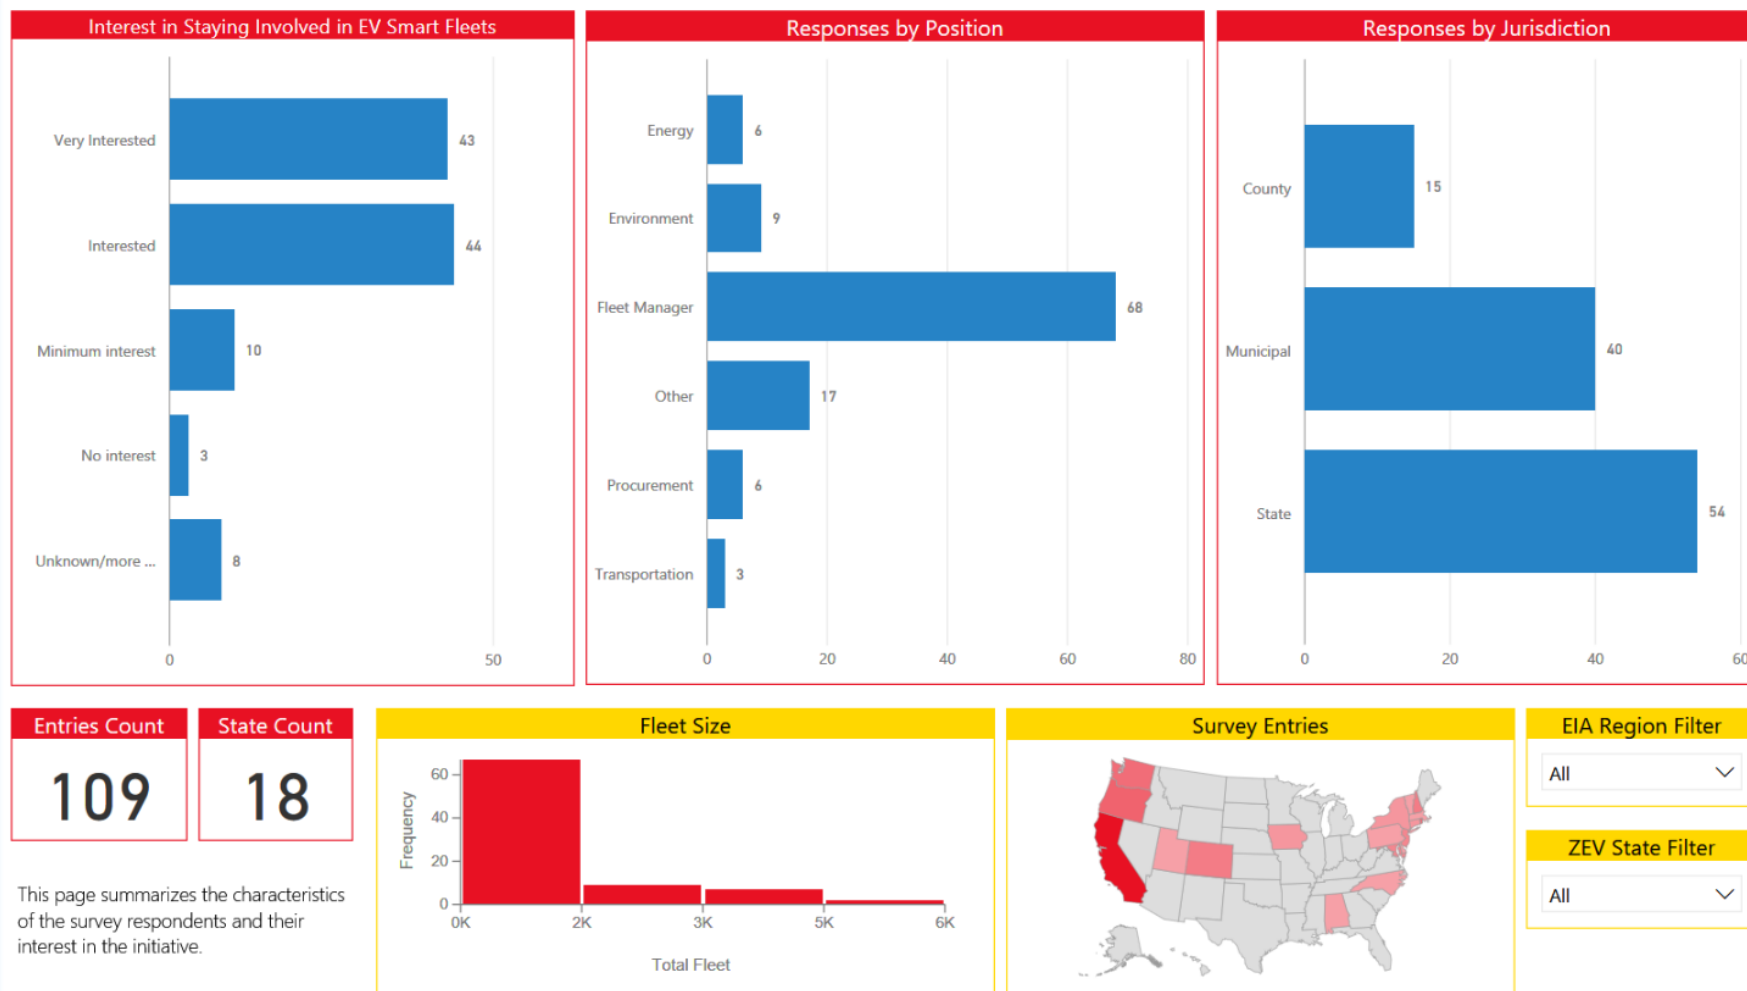 Interest in Staying Involved in EV Smart Fleets
Very Interested
43
Interested
44
Minimum interest
10
No interest
3
Unknown/more ...
8
0
50
Responses by Position
Energy
6
Environment
9
Fleet Manager
68
Other
17
Procurement
6
Transportation
3
0
20
40
60
80
Responses by Jurisdiction
County
15
Municipal
40
State
54
0
20
40
60
Entries Count
109
State Count
18
This page summarizes the characteristics
of the survey respondents and their
interest in the initiative.
Fleet Size
Frequency
60
40
20
0
0K
2K
3K
5K
6K
Total Fleet
Survey Entries
EIA Region Filter
All
ZEV State Filter
All